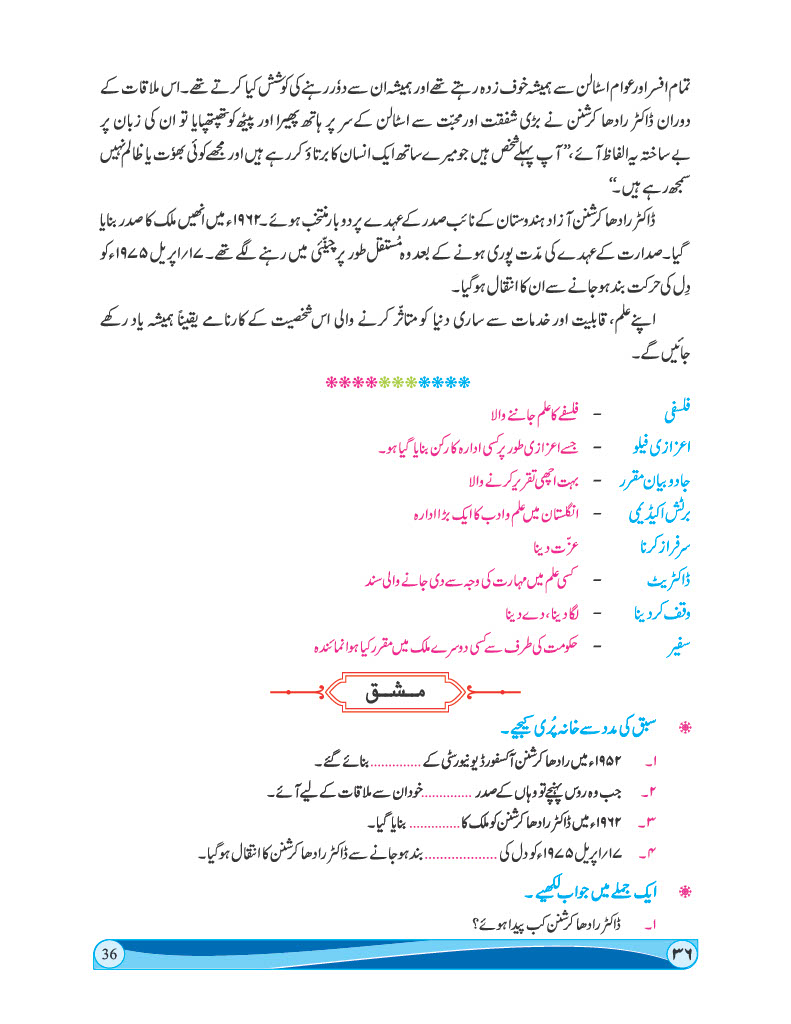 تمام افسر اور عوام اسٹالن سے ہمیشہ خوف زدہ رہتے تھے اور ہمیشہ ان سے دوٗر رہنے کی کوشش کیا کرتے تھے۔ اس ملاقات کے
دوران ڈاکٹر رادھا کرشنن نے بڑی شفقت اور محبّت سے اسٹالن کے سر پر ہاتھ پھیرا اور پیٹھ کو تھپتھپایا تو ان کی زبان پر
بے ساختہ یہ الفاظ آئے، ”آپ پہلے شخص ہیں جو میرے ساتھ ایک انسان کا برتاؤ کر رہے ہیں اور مجھے کوئی بھوٗت یا ظالم نہیں
سمجھ رہے ہیں۔“
ڈاکٹر رادھا کرشنن آزاد ہندوستان کے نائب صدر کے عہدے پر دو بار منتخب ہوئے۔ ۱۹۶۲ء میں انھیں ملک کا صدر بنایا
گیا۔ صدارت کے عہدے کی مدّت پوری ہونے کے بعد وہ مُستقل طور پر چینّئی میں رہنے لگے تھے۔ ۱۷؍اپریل ۱۹۷۵ء کو
دِل کی حرکت بند ہو جانے سے ان کا انتقال ہو گیا۔
اپنے علم، قابلیت اور خدمات سے ساری دنیا کو متاثّر کرنے والی اس شخصیت کے کارنامے یقیناً ہمیشہ یاد رکھے
جائیں گے۔
فلسفی – فلسفے کا علم جاننے والا
اعزازی فیلو – جسے اعزازی طور پر کسی ادارہ کا رکن بنایا گیا ہو۔
جادو بیان مقرر – بہت اچھی تقریر کرنے والا
برٹش اکیڈیمی – انگلستان میں علم و ادب کا ایک بڑا ادارہ
سرفراز کرنا عزّت دینا
ڈاکٹریٹ – کسی علم میں مہارت کی وجہ سے دی جانے والی سند
وقف کر دینا – لگا دینا، دے دینا
سفیر – حکومت کی طرف سے کسی دوسرے ملک میں مقرر کیا ہوا نمائندہ
مشق
سبق کی مدد سے خانہ پُری کیجیے۔
۱۔ ۱۹۵۲ء میں رادھا کرشنن آکسفورڈ یونیورسٹی کے .............. بنائے گئے۔
۲۔ جب وہ روٗس پہنچے تو وہاں کے صدر .............. خود ان سے ملاقات کے لیے آئے۔
۳۔ ۱۹۶۲ء میں ڈاکٹر رادھا کرشنن کو ملک کا .............. بنایا گیا۔
۴۔ ۱۷؍اپریل ۱۹۷۵ء کو دل کی ................... بند ہو جانے سے ڈاکٹر رادھا کرشنن کا انتقال ہو گیا۔
ایک جملے میں جواب لکھیے۔
۱۔ ڈاکٹر رادھا کرشنن کب پیدا ہوئے؟
36 ۳۶